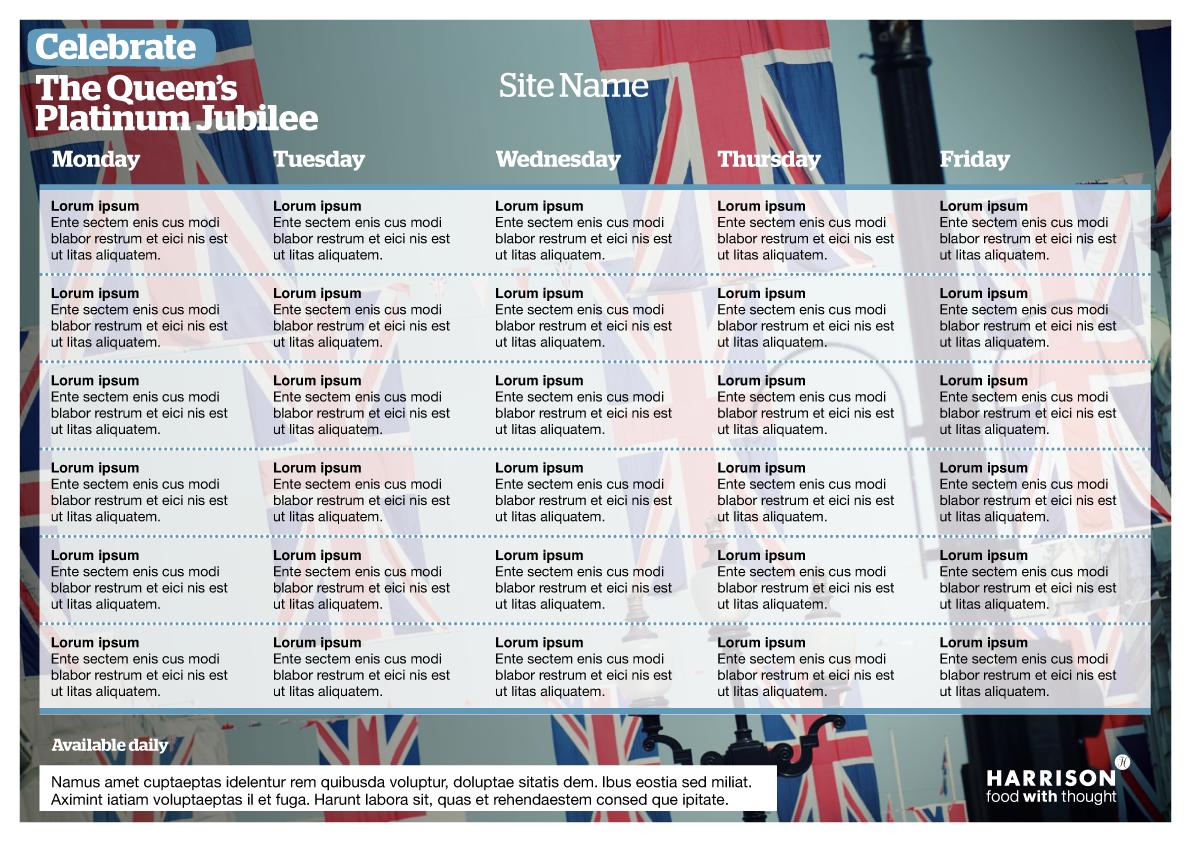 Celebrate
The Queen's
Platinum Jubilee
Site Name
Monday Tuesday Wednesday Thursday Friday
Lorum ipsum Lorum ipsum Lorum ipsum Lorum ipsum Lorum ipsum
Ente sectem enis cus modi Ente sectem enis cus modi Ente sectem enis cus modi Ente sectem enis cus modi Ente sectem enis cus modi
blabor restrum et eici nis est blabor restrum et eici nis est blabor restrum et eici nis est blabor restrum et eici nis est blabor restrum et eici nis est
ut litas aliquatem. ut litas aliquatem. ut litas aliquatem. ut litas aliquatem. ut litas aliquatem.
Lorum ipsum Lorum ipsum Lorum ipsum Lorum ipsum Lorum ipsum
Ente sectem enis cus modi Ente sectem enis cus modi Ente sectem enis cus modi Ente sectem enis cus modi Ente sectem enis cus modi
blabor restrum et eici nis est blabor restrum et eici nis est blabor restrum et eici nis est blabor restrum et eici nis est blabor restrum et eici nis est
ut litas aliquatem. ut litas aliquatem. ut litas aliquatem. ut litas aliquatem. ut litas aliquatem.
Lorum ipsum Lorum ipsum Lorum ipsum Lorum ipsum Lorum ipsum
Ente sectem enis cus modi Ente sectem enis cus modi Ente sectem enis cus modi Ente sectem enis cus modi Ente sectem enis cus modi
blabor restrum et eici nis est blabor restrum et eici nis est blabor restrum et eici nis est blabor restrum et eici nis est blabor restrum et eici nis est
ut litas aliquatem. ut litas aliquatem. ut litas aliquatem. ut litas aliquatem. ut litas aliquatem.
Lorum ipsum Lorum ipsum Lorum ipsum Lorum ipsum Lorum ipsum
Ente sectem enis cus modi Ente sectem enis cus modi Ente sectem enis cus modi Ente sectem enis cus modi Ente sectem enis cus modi
blabor restrum et eici nis est blabor restrum et eici nis est blabor restrum et eici nis est blabor restrum et eici nis est blabor restrum et eici nis est
ut litas aliquatem. ut litas aliquatem. ut litas aliquatem. ut litas aliquatem. ut litas aliquatem.
Lorum ipsum Lorum ipsum Lorum ipsum Lorum ipsum Lorum ipsum
Ente sectem enis cus modi Ente sectem enis cus modi Ente sectem enis cus modi Ente sectem enis cus modi Ente sectem enis cus modi
blabor restrum et eici nis est blabor restrum et eici nis est blabor restrum et eici nis est blabor restrum et eici nis est blabor restrum et eici nis est
ut litas aliquatem. ut litas aliquatem. ut litas aliquatem. ut litas aliquatem. ut litas aliquatem.
Lorum ipsum Lorum ipsum Lorum ipsum Lorum ipsum Lorum ipsum
Ente sectem enis cus modi Ente sectem enis cus modi Ente sectem enis cus modi Ente sectem enis cus modi Ente sectem enis cus modi
blabor restrum et eici nis est blabor restrum et eici nis est blabor restrum et eici nis est blabor restrum et eici nis est blabor restrum et eici nis est
ut litas aliquatem. ut litas aliquatem. ut litas aliquatem. ut litas aliquatem. ut litas aliquatem.
Available daily
Namus amet cuptaeptas idelentur rem quibusda voluptur, doluptae sitatis dem. Ibus eostia sed miliat.
Aximint iatiam voluptaeptas il et fuga. Harunt labora sit, quas et rehendaestem consed que ipitate.
H
HARRISON
food with thought